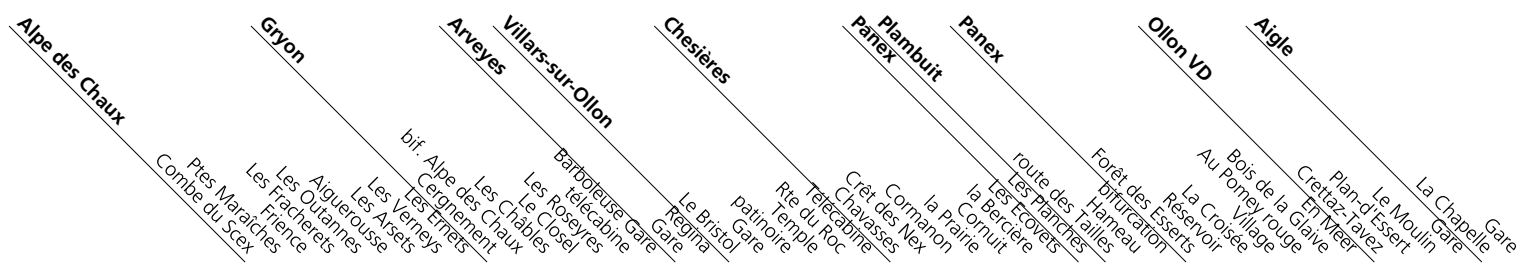 Alpe des Chaux
Combe du Scex
Ptes Maraîches
Frience
Les Fracherets
Les Outannes
Aiguerousse
Les Arsets
Les Verneys
Les Ernets
Gryon
Cergnement
bif. Alpe des Chaux
Les Châbles
Le Closel
Les Roseyres
télécabine
Barboleuse Gare
Arveyes
Gare
Régina
Villars-sur-Ollon
Le Bristol
Gare
patinoire
Temple
Rte du Roc
Télécabine
Chesières
Chavasses
Crêt des Nex
Cormanon
la Prairie
Cornuit
la Bercière
Les Ecovets
Panex
Les Planches
Plambuit
route des Tailles
Hameau
bifurcation
Panex
Forêt des Esserts
Réservoir
La Croisée
Village
Au Pomey rouge
Bois de la Glaive
En Meer
Ollon VD
Crettaz-Travez
Plan-d'Essert
Le Moulin
Gare
Aigle
La Chapelle
Gare